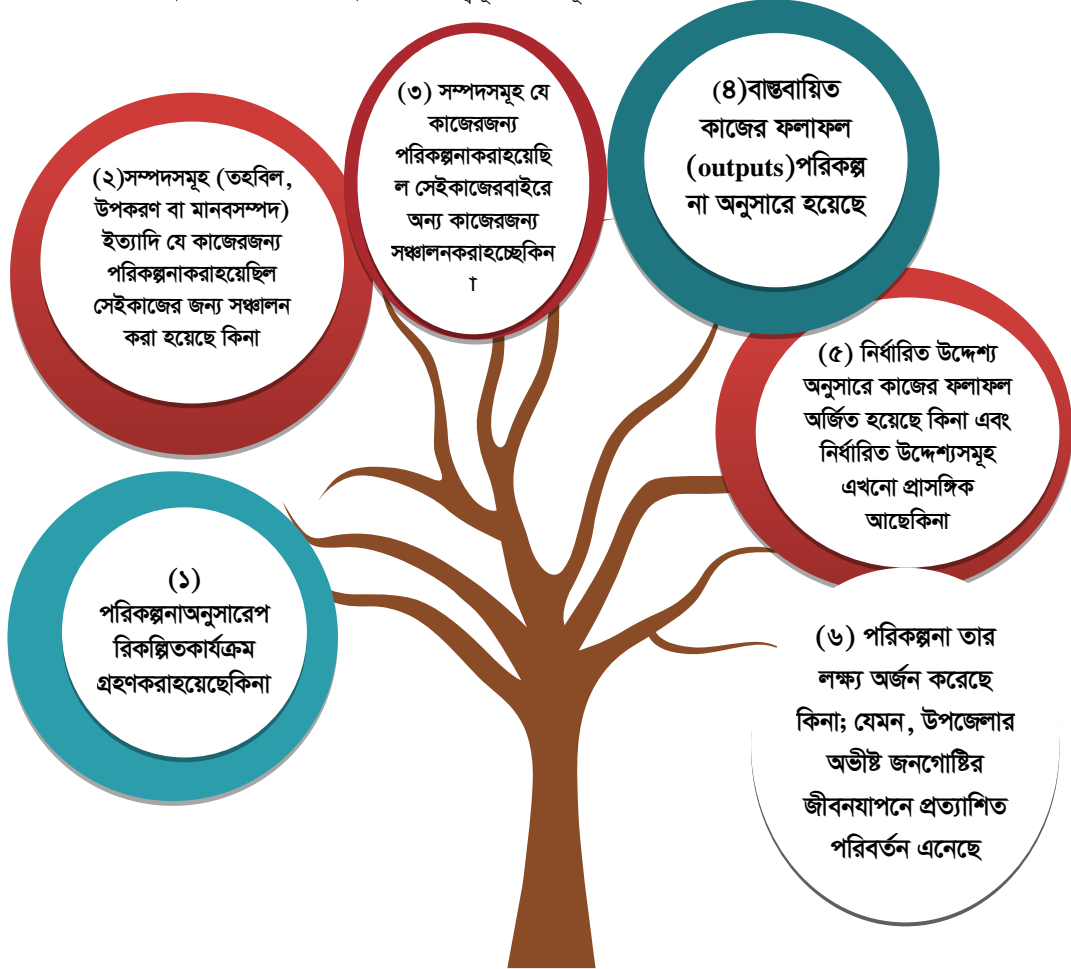 (১)
পরিকল্পনাঅনুসারেপ
রিকল্পিতকার্যক্রম
গ্রহণকরাহয়েছেকিনা
(২)সম্পদসমূহ (তহবিল,
উপকরণ বা মানবসম্পদ)
ইত্যাদি যে কাজেরজন্য
পরিকল্পনাকরাহয়েছিল
সেইকাজের জন্য সঞ্চালন
করা হয়েছে কিনা
(৩) সম্পদসমূহ যে
কাজেরজন্য
পরিকল্পনাকরাহয়েছি
ল সেইকাজেরবাইরে
অন্য কাজেরজন্য
সঞ্চালনকরাহচ্ছেকিন
া
(৪)বাস্তবায়িত
কাজের ফলাফল
(outputs)পরিকল্প
না অনুসারে হয়েছে
(৫) নির্ধারিত উদ্দেশ্য
অনুসারে কাজের ফলাফল
অর্জিত হয়েছে কিনা এবং
নির্ধারিত উদ্দেশ্যসমূহ
এখনো প্রাসঙ্গিক
আছেকিনা
(৬) পরিকল্পনা তার
লক্ষ্য অর্জন করেছে
কিনা; যেমন, উপজেলার
অভীষ্ট জনগোষ্টির
জীবনযাপনে প্রত্যাশিত
পরিবর্তন এনেছে